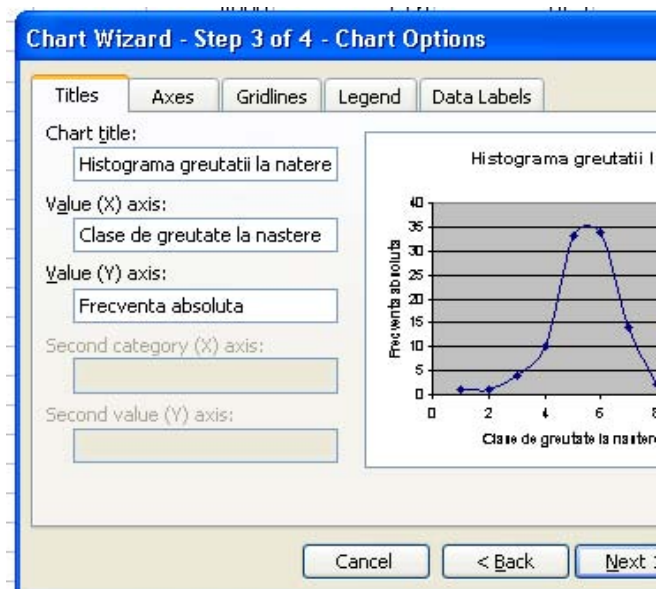 Chart Wizard - Step 3 of 4 - Chart Options
Titles Axes Gridlines Legend Data Labels
Chart title:
Histograma greutatii la natere
Value (X) axis:
Clase de greutate la nastere
Value (Y) axis:
Frecventa absoluta
Second category (X) axis:
Second value (Y) axis:
Histograma greutatii l
Frecventa absoluta
40
35
30
25
20
15
10
5
0
0 2 4 6 8
Clase de greutate la nastere
Cancel < Back Next